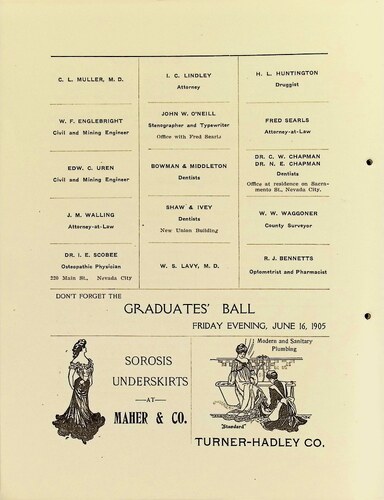 C. L. MULLER, M. D.
I. C. LINDLEY
Attorney
H. L. HUNTINGTON
Druggist
W. F. ENGLEBRIGHT
Civil and Mining Engineer
JOHN W. O'NEILL
Stenographer and Typewriter
Office with Fred Searls
FRED SEARLS
Attorney-at-Law
EDW. C. UREN
Civil and Mining Engineer
BOWMAN & MIDDLETON
Dentists
DR. C. W. CHAPMAN
DR. N. E. CHAPMAN
Dentists
Office at residence on Sacra-
mento St., Nevada City.
J. M. WALLING
Attorney-at-Law
SHAW & IVEY
Dentists
New Union Building
W. W. WAGGONER
County Surveyor
DR. I. E. SCOBEE
Osteopathic Physician
220 Main St., Nevada City
W. S. LAVY, M. D.
R. J. BENNETTS
Optometrist and Pharmacist
DON'T FORGET THE
GRADUATES' BALL
FRIDAY EVENING, JUNE 16, 1905
SOROSIS
UNDERSKIRTS
—AT—
MAHER & CO.
Modern and Sanitary
Plumbing
"Standard"
TURNER-HADLEY CO.